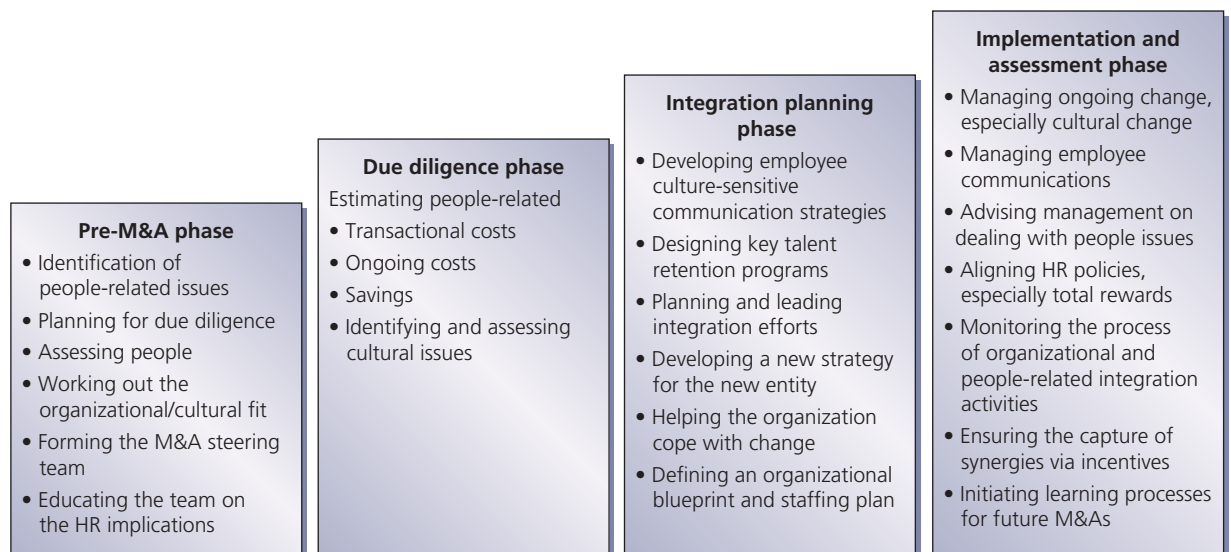 Pre-M&A phase
• Identification of
people-related issues
• Planning for due diligence
• Assessing people
• Working out the
organizational/cultural fit
• Forming the M&A steering
team
• Educating the team on
the HR implications
Due diligence phase
Estimating people-related
• Transactional costs
• Ongoing costs
• Savings
• Identifying and assessing
cultural issues
Integration planning
phase
• Developing employee
culture-sensitive
communication strategies
• Designing key talent
retention programs
• Planning and leading
integration efforts
• Developing a new strategy
for the new entity
• Helping the organization
cope with change
• Defining an organizational
blueprint and staffing plan
Implementation and
assessment phase
• Managing ongoing change,
especially cultural change
• Managing employee
communications
• Advising management on
dealing with people issues
• Aligning HR policies,
especially total rewards
• Monitoring the process
of organizational and
people-related integration
activities
• Ensuring the capture of
synergies via incentives
• Initiating learning processes
for future M&As